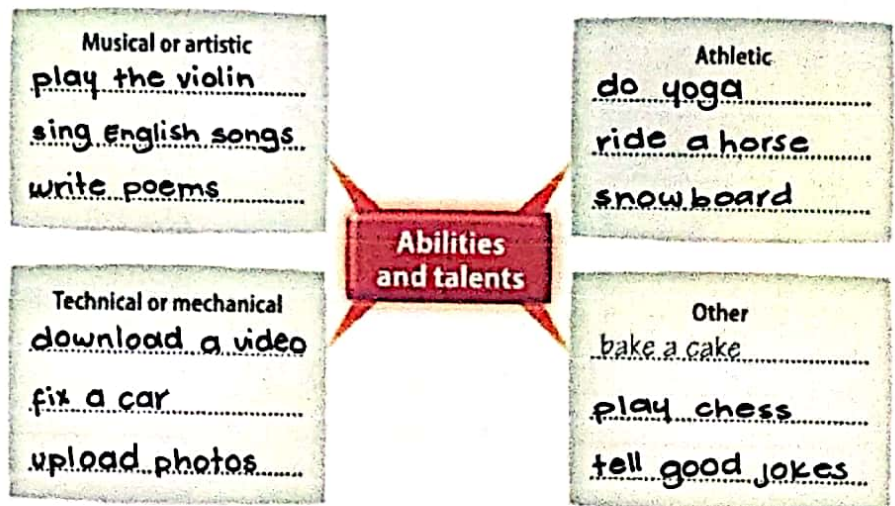 Musical or artistic
play the violin
sing English songs
write poems
Athletic
do yoga
ride a horse
snowboard
Abilities
and talents
Technical or mechanical
download a video
fix a car
upload photos
Other
bake a cake
play chess
tell good jokes